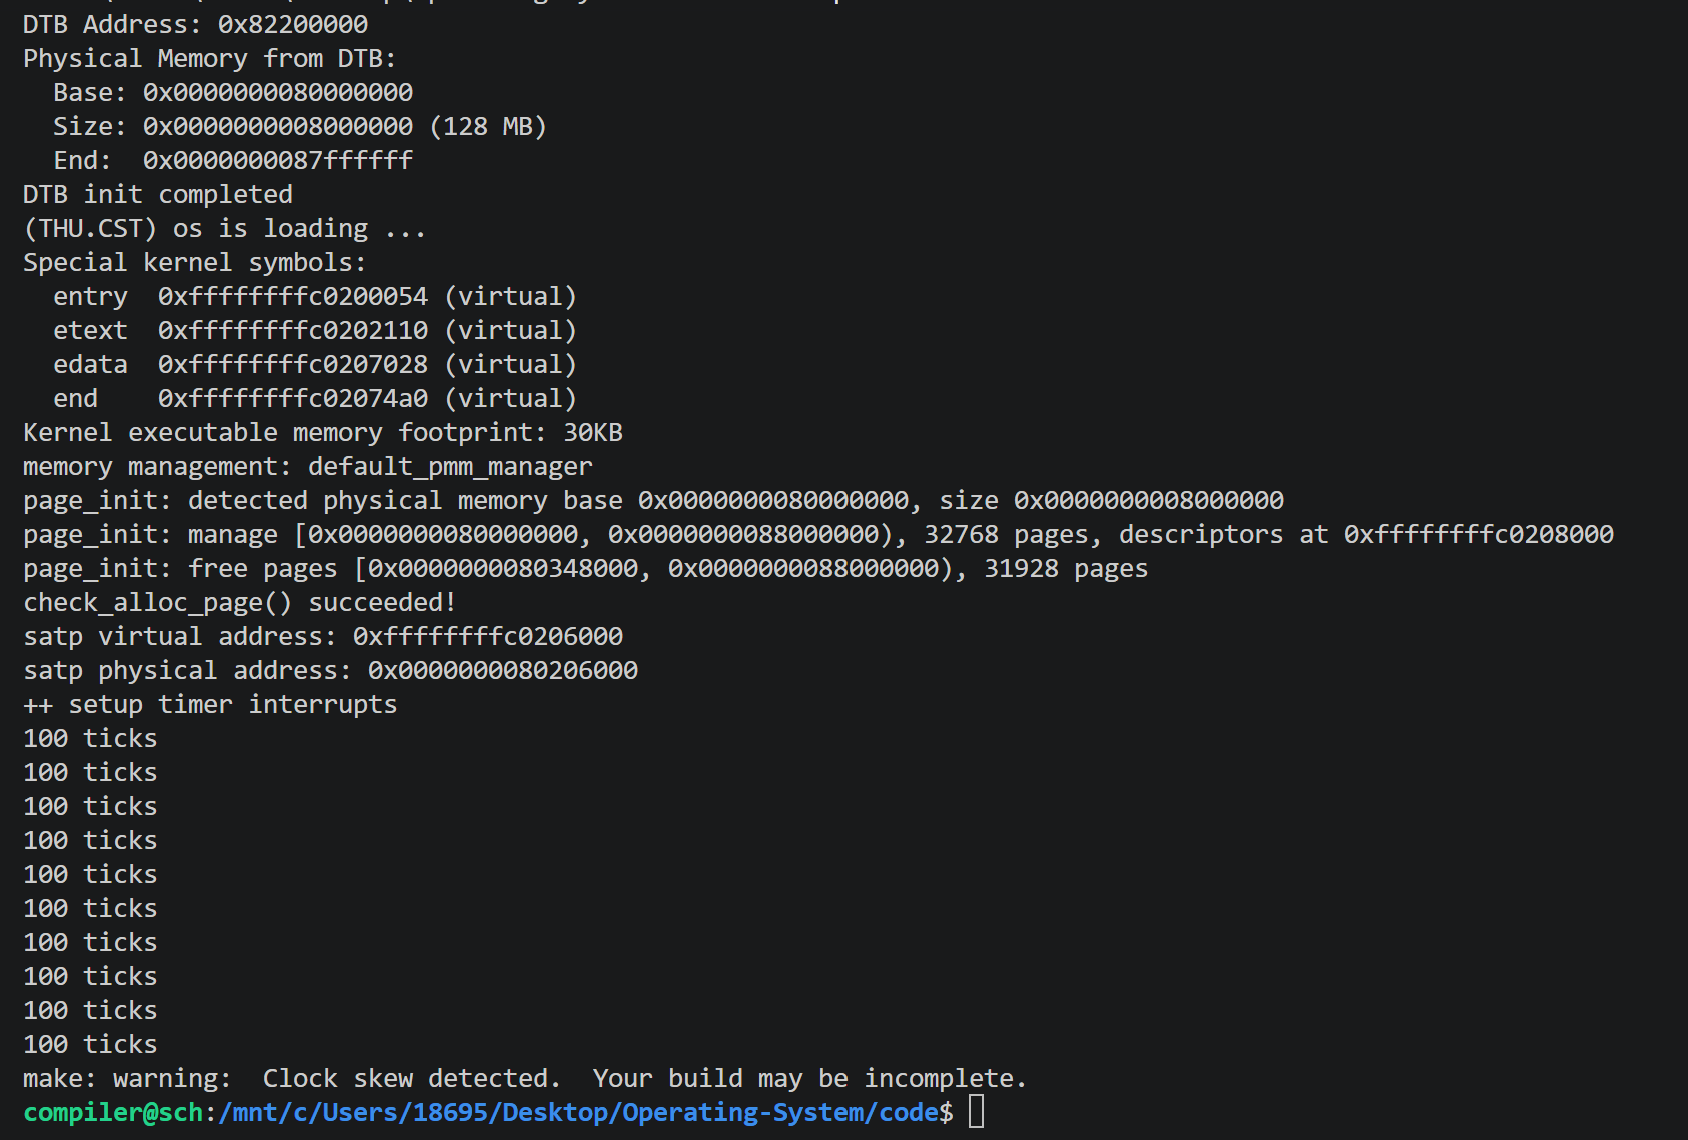 DTB Address: 0x82200000
Physical Memory from DTB:
  Base: 0x0000000080000000
  Size: 0x0000000008000000 (128 MB)
  End:  0x0000000087ffffff
DTB init completed
(THU.CST) os is loading ...
Special kernel symbols:
  entry  0xffffffffc0200054 (virtual)
  etext  0xffffffffc0202110 (virtual)
  edata  0xffffffffc0207028 (virtual)
  end    0xffffffffc02074a0 (virtual)
Kernel executable memory footprint: 30KB
memory management: default_pmm_manager
page_init: detected physical memory base 0x0000000080000000, size 0x0000000008000000
page_init: manage [0x0000000080000000, 0x0000000088000000), 32768 pages, descriptors at 0xffffffffc0208000
page_init: free pages [0x0000000080348000, 0x0000000088000000), 31928 pages
check_alloc_page() succeeded!
satp virtual address: 0xffffffffc0206000
satp physical address: 0x0000000080206000
++ setup timer interrupts
100 ticks
100 ticks
100 ticks
100 ticks
100 ticks
100 ticks
100 ticks
100 ticks
100 ticks
100 ticks
make: warning:  Clock skew detected.  Your build may be incomplete.
compiler@sch:/mnt/c/Users/18695/Desktop/Operating-System/code$